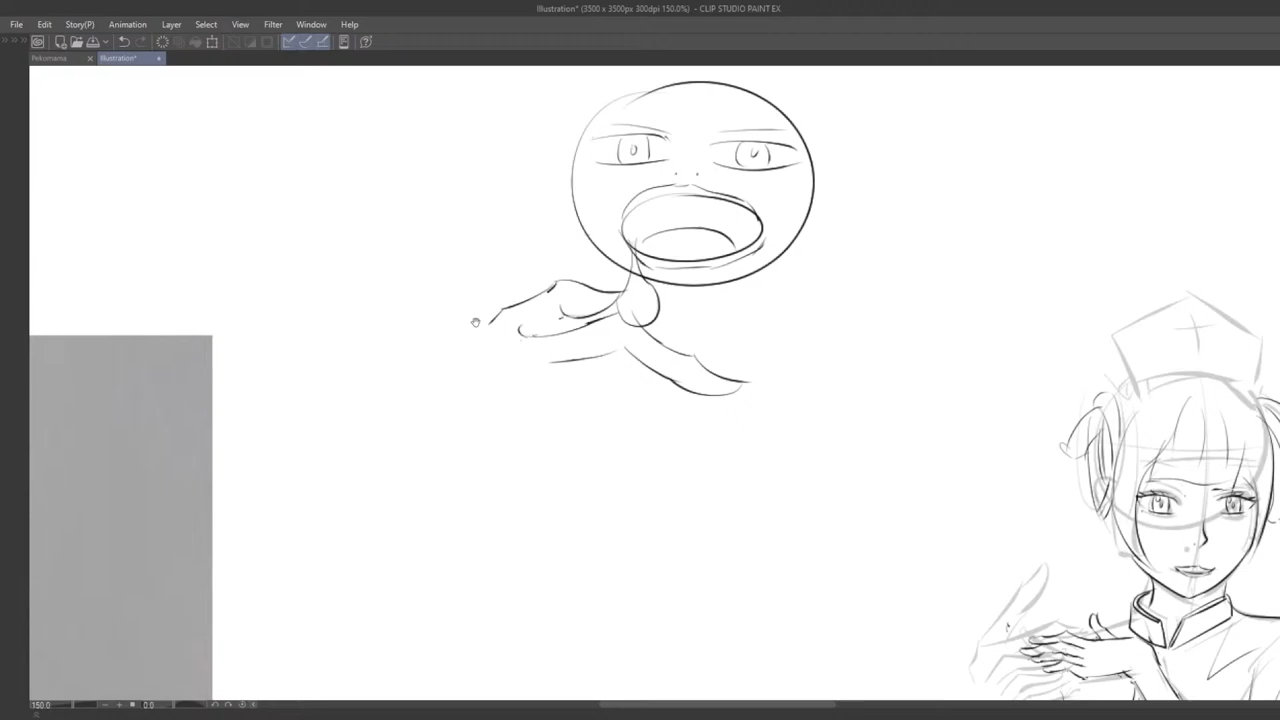 Illustration* (3500 x 3500px 300dpi 150.0%) - CLIP STUDIO PAINT EX
File Edit Story(P) Animation Layer Select View Filter Window Help
Pekomama Illustration*
150.0 0.0